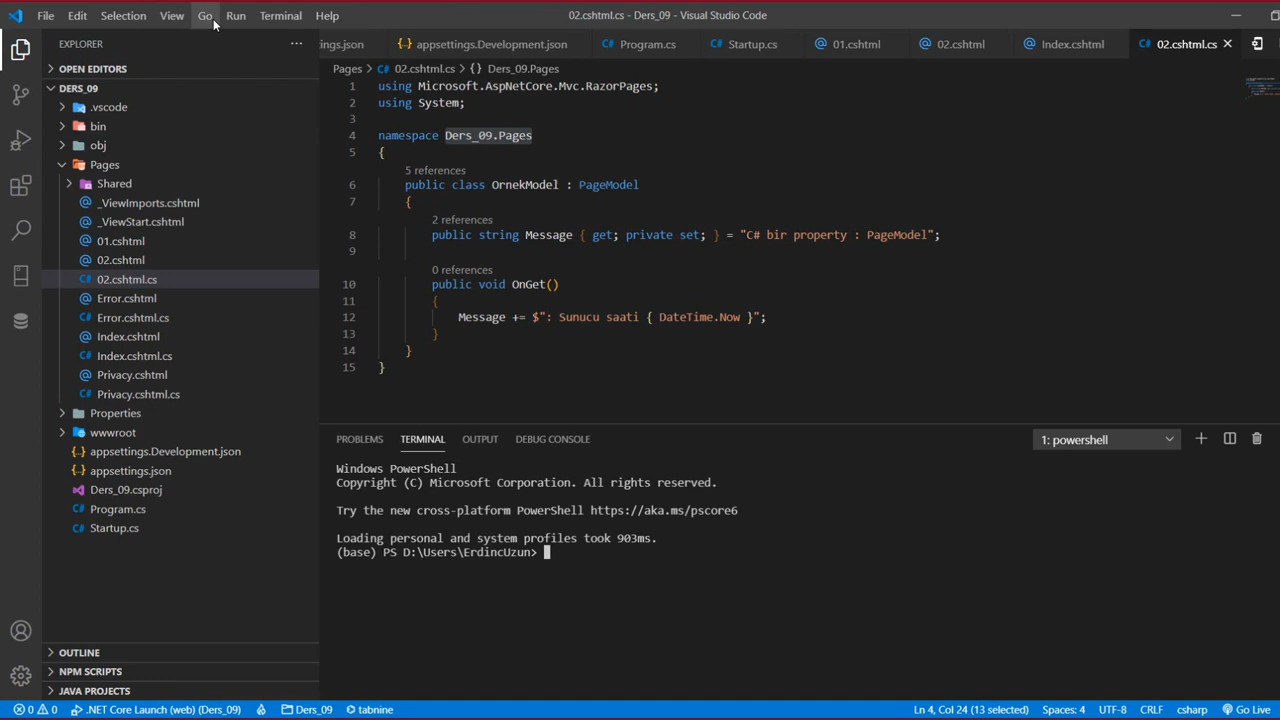 File Edit Selection View Go Run Terminal Help
02.cshtml.cs - Ders_09 - Visual Studio Code
EXPLORER
OPEN EDITORS
DERS_09
.vscode
bin
obj
Pages
Shared
_ViewImports.cshtml
_ViewStart.cshtml
01.cshtml
02.cshtml
02.cshtml.cs
Error.cshtml
Error.cshtml.cs
Index.cshtml
Index.cshtml.cs
Privacy.cshtml
Privacy.cshtml.cs
Properties
wwwroot
appsettings.Development.json
appsettings.json
Ders_09.csproj
Program.cs
Startup.cs
OUTLINE
NPM SCRIPTS
JAVA PROJECTS
tings.json appsettings.Development.json Program.cs Startup.cs 01.cshtml 02.cshtml Index.cshtml 02.cshtml.cs
Pages > 02.cshtml.cs > {} Ders_09.Pages
1 using Microsoft.AspNetCore.Mvc.RazorPages;
2 using System;
3
4 namespace Ders_09.Pages
5 {
5 references
6 public class OrnekModel : PageModel
7 {
2 references
8 public string Message { get; private set; } = "C# bir property : PageModel";
9
0 references
10 public void OnGet()
11 {
12 Message += $": Sunucu saati { DateTime.Now }";
13 }
14 }
15 }
PROBLEMS TERMINAL OUTPUT DEBUG CONSOLE
1: powershell
Windows PowerShell
Copyright (C) Microsoft Corporation. All rights reserved.
Try the new cross-platform PowerShell https://aka.ms/pscore6
Loading personal and system profiles took 903ms.
(base) PS D:\Users\ErdincUzun>
0 0 .NET Core Launch (web) (Ders_09) Ders_09 tabnine Ln 4, Col 24 (13 selected) Spaces: 4 UTF-8 CRLF csharp Go Live